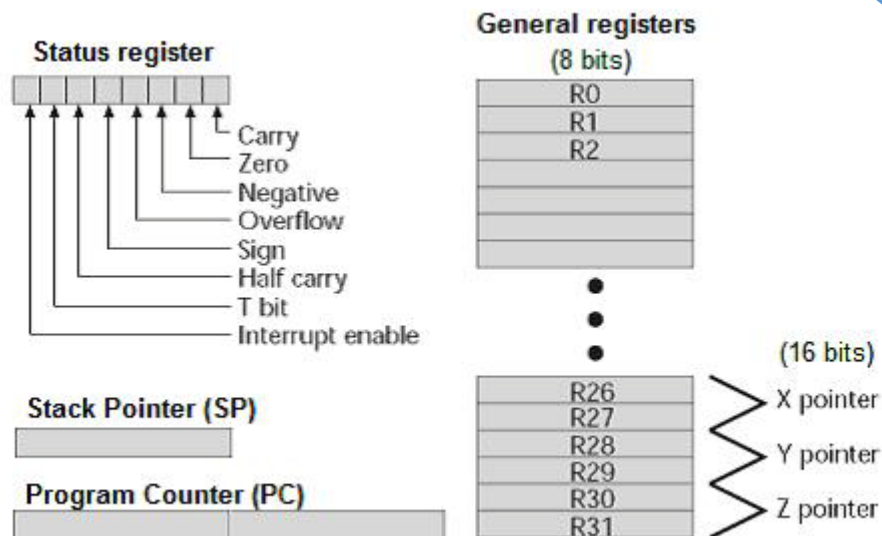 Status register
Carry
Zero
Negative
Overflow
Sign
Half carry
T bit
Interrupt enable
Stack Pointer (SP)
Program Counter (PC)
General registers
(8 bits)
R0
R1
R2
R26
R27
R28
R29
R30
R31
(16 bits)
X pointer
Y pointer
Z pointer